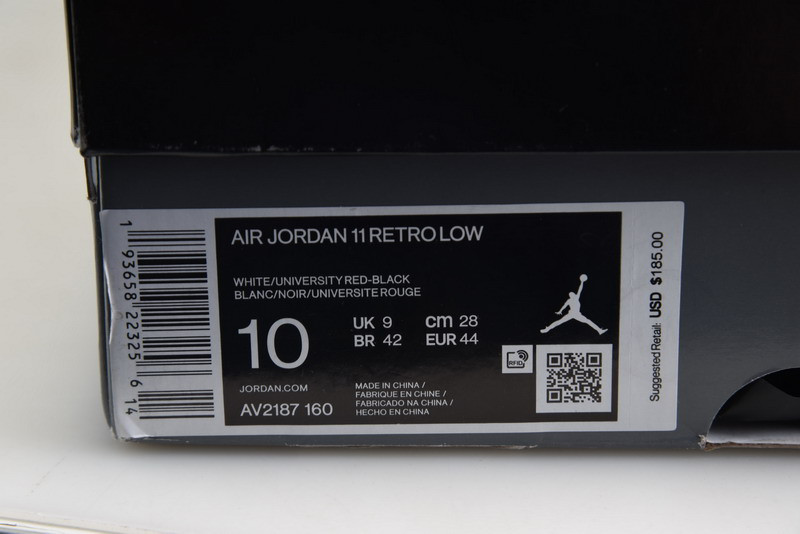 1 93658 22325 6 14
AIR JORDAN 11 RETRO LOW
WHITE/UNIVERSITY RED-BLACK
BLANC/NOIR/UNIVERSITE ROUGE
10
UK 9 cm 28
BR 42 EUR 44
JORDAN.COM
AV2187 160
MADE IN CHINA /
FABRIQUE EN CHINE /
FABRICADO NA CHINA /
HECHO EN CHINA
RFID
Suggested Retail: USD $185.00